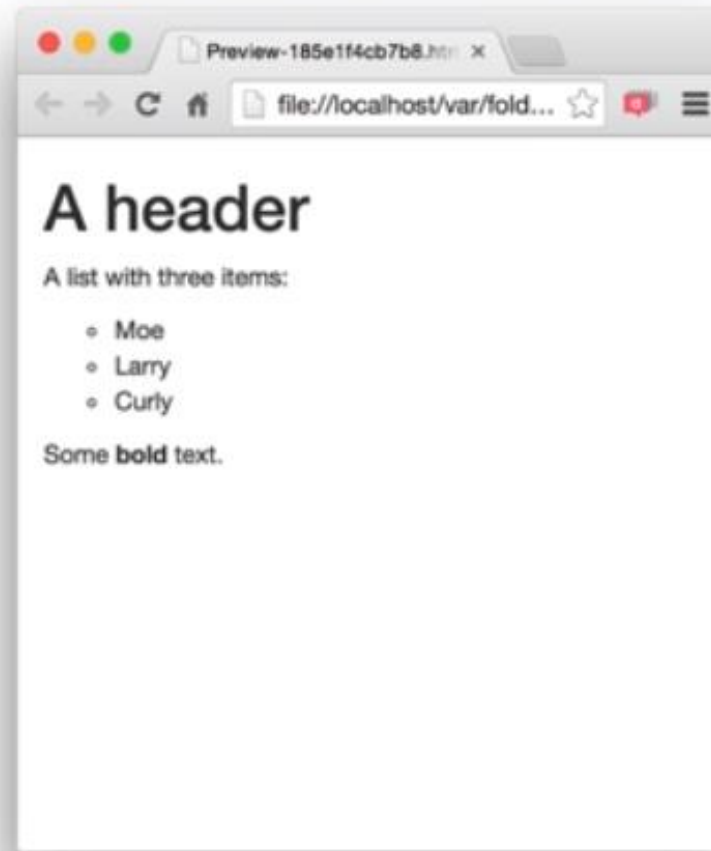 Preview-185e1f4cb7b8.htm
file://localhost/var/fold...
A header
A list with three items:
Moe
Larry
Curly
Some bold text.